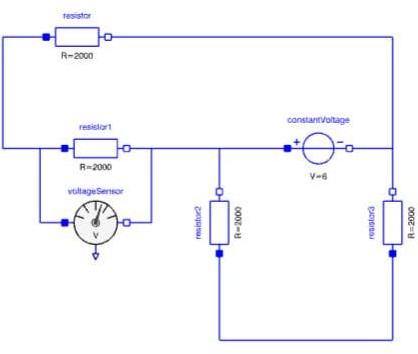 resistor
R=2000
resistor1
R=2000
constantVoltage
+
−
V=6
voltageSensor
V
resistor2
R=2000
resistor3
R=2000